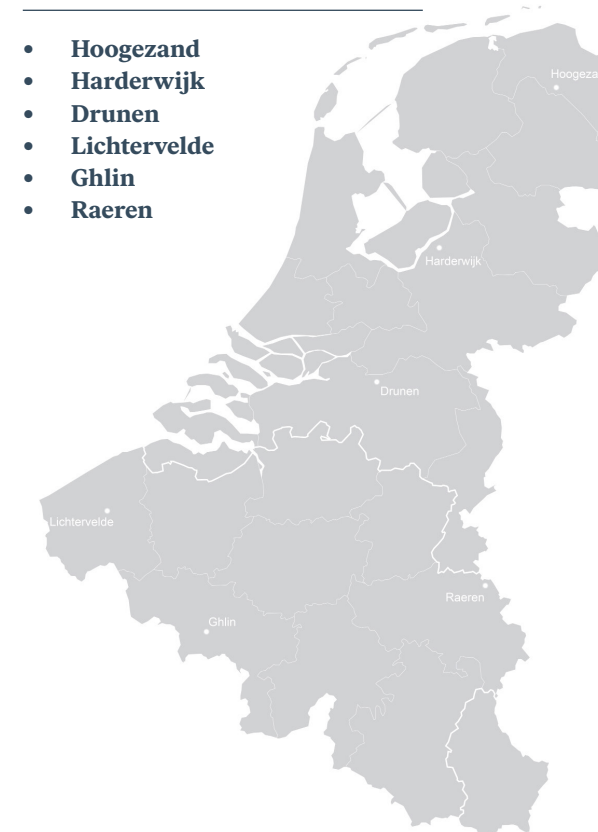 • Hoogezand
• Harderwijk
• Drunen
• Lichtervelde
• Ghlin
• Raeren
Hoogeza
Harderwijk
Drunen
Lichtervelde
Raeren
Ghlin